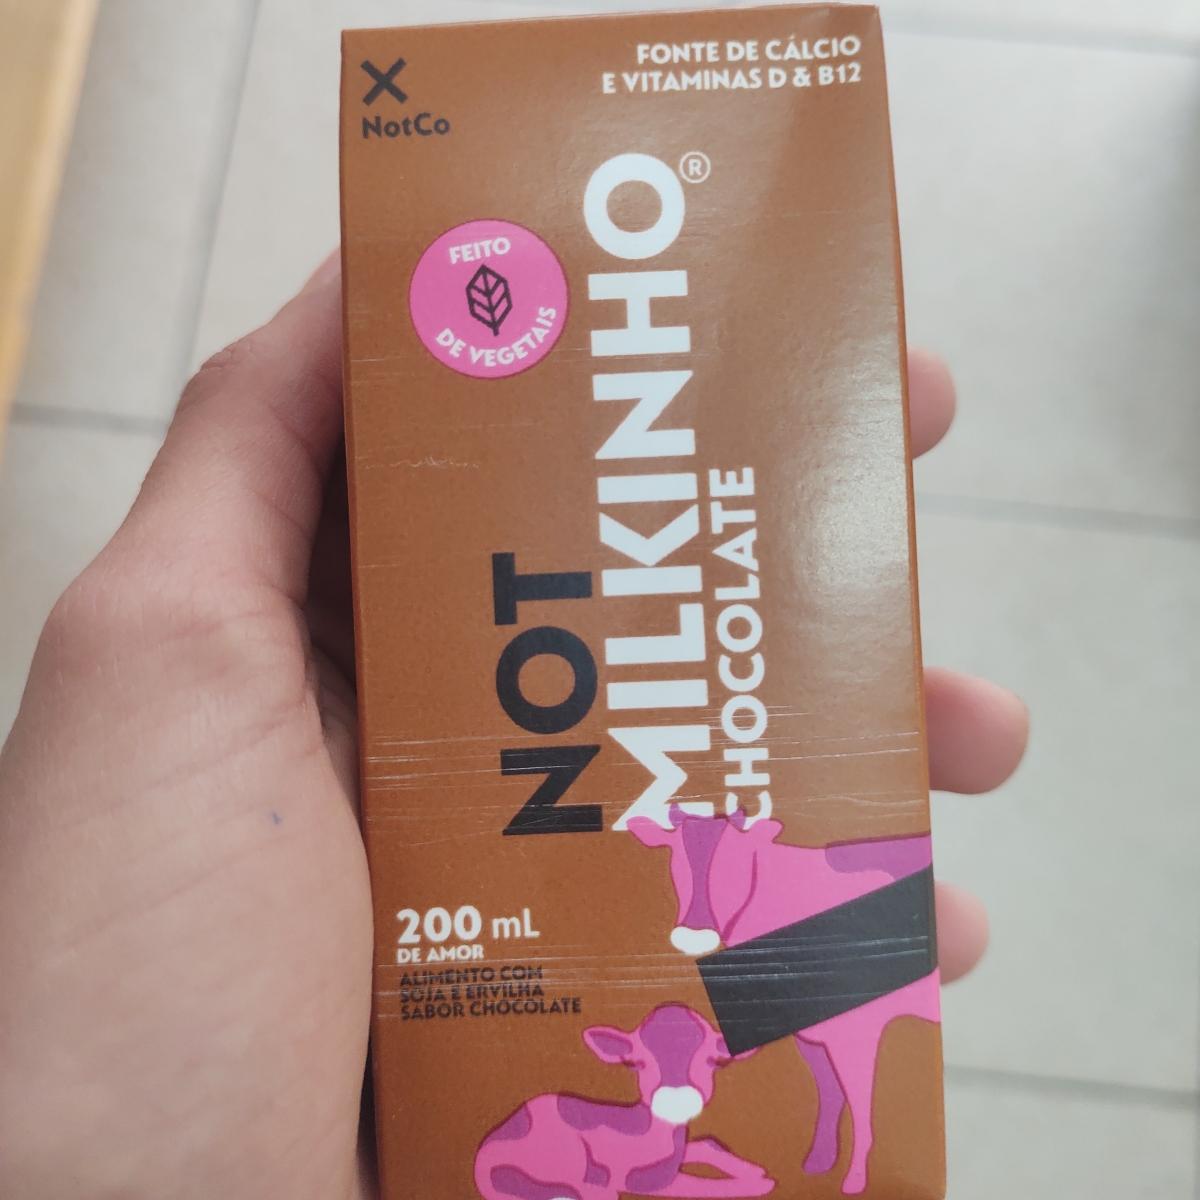 NotCo
FONTE DE CÁLCIO
E VITAMINAS D & B12
FEITO
DE VEGETAIS
NOT
MILKINHO®
CHOCOLATE
200 mL
DE AMOR
ALIMENTO COM
SOJA E ERVILHA
SABOR CHOCOLATE